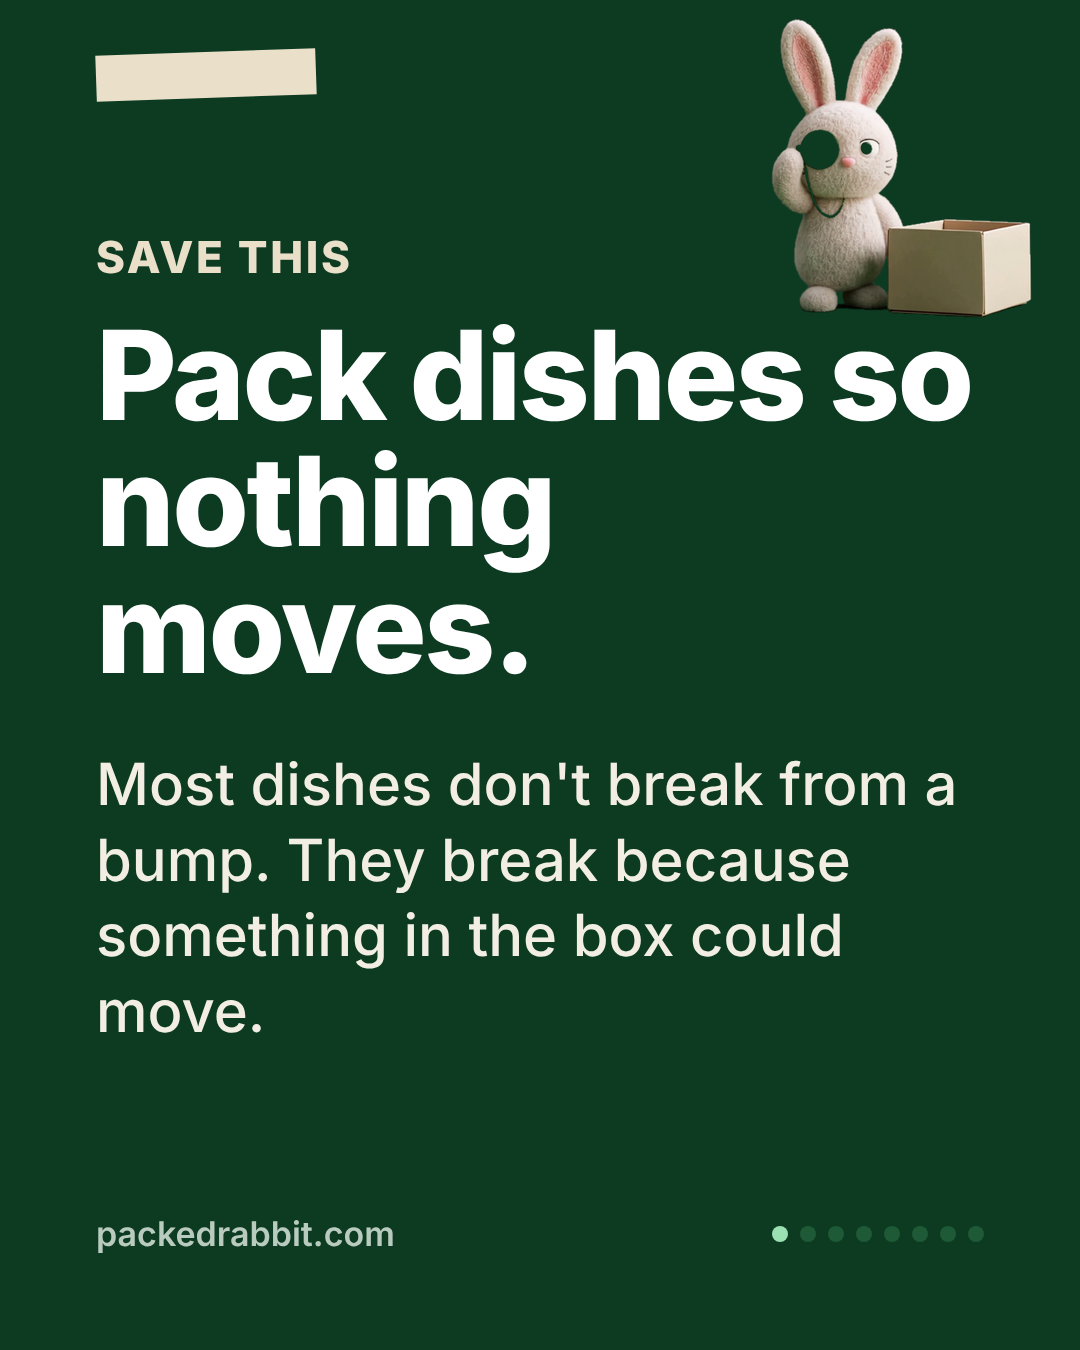 SAVE THIS
Pack dishes so
nothing
moves.
Most dishes don't break from a
bump. They break because
something in the box could
move.
packedrabbit.com